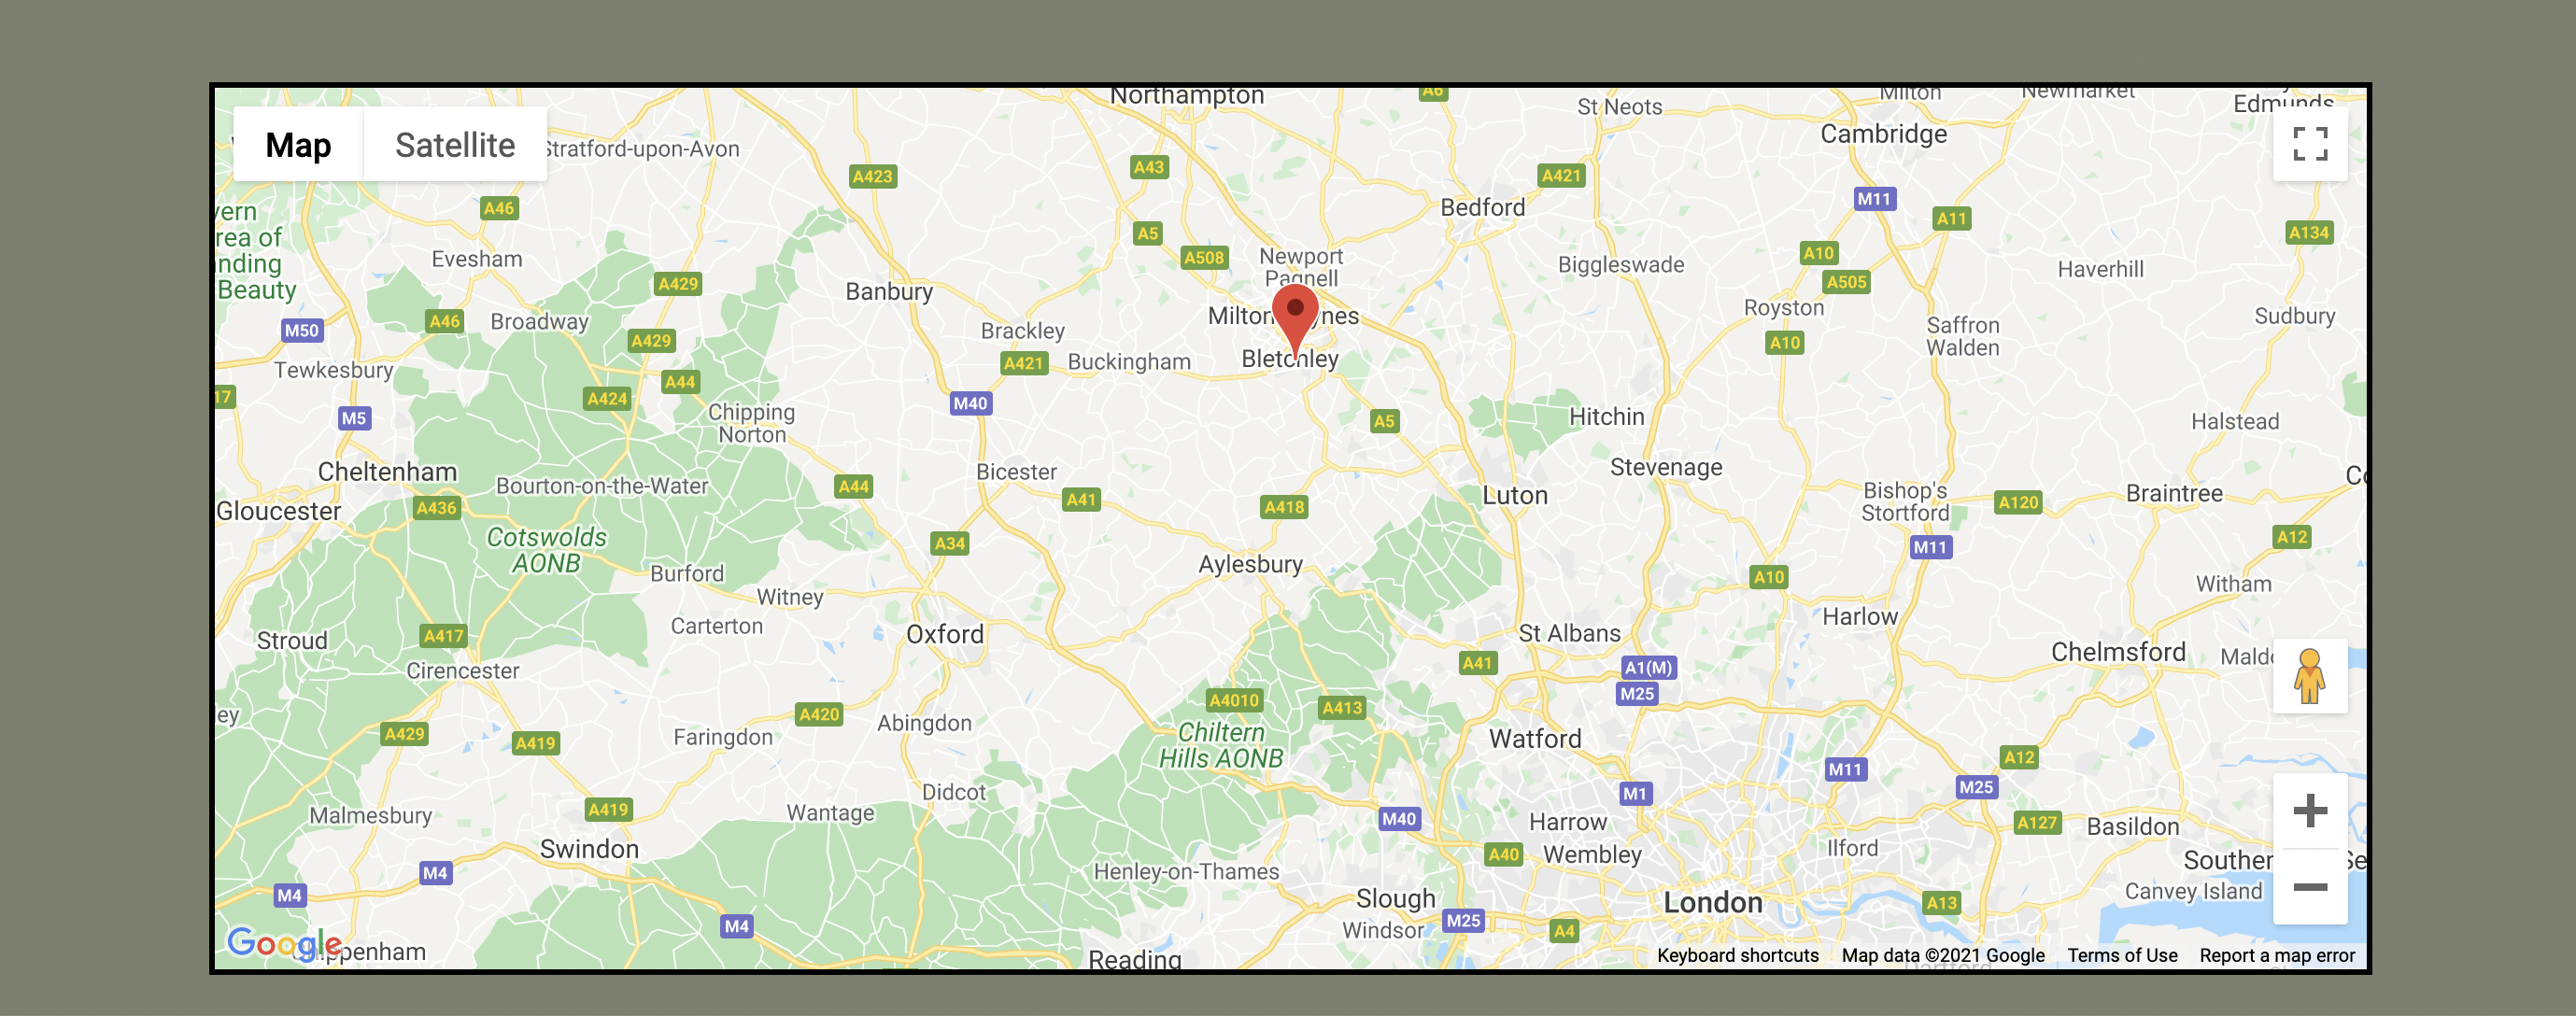 Northampton
A6
St Neots
Milton
Newmarket
Edmunds
Map
Satellite
Stratford-upon-Avon
A423
A43
A421
Cambridge
M11
A11
A46
Bedford
A134
vern
rea of
nding
Beauty
A5
A508
Newport
Pagnell
A10
A505
Evesham
A429
Banbury
Biggleswade
Haverhill
M50
A46
Broadway
A429
Brackley
Milton
ynes
Royston
Saffron
Walden
Sudbury
Tewkesbury
A44
A421
Buckingham
Bletchley
A10
17
M5
A424
M40
Chipping
Norton
A5
Hitchin
Halstead
Cheltenham
Bourton-on-the-Water
Bicester
A44
A41
A418
Luton
Stevenage
Bishop's
Stortford
A120
Braintree
Co
Gloucester
A436
Cotswolds
AONB
A34
M11
A12
Aylesbury
Burford
Witney
A10
Witham
Carterton
Oxford
Stroud
A417
Cirencester
St Albans
Harlow
A41
A1(M)
M25
Chelmsford
Maldo
ley
A429
A419
A420
Faringdon
Abingdon
A4010
A413
Chiltern
Hills AONB
Watford
A12
M11
M25
M1
Malmesbury
A419
Wantage
Didcot
M40
Harrow
A127
Basildon
Swindon
A40
Wembley
Ilford
Southen
Se
M4
M4
Henley-on-Thames
Slough
London
A13
Canvey Island
M4
Windsor
M25
A4
Google
ppenham
Reading
Keyboard shortcuts
Map data ©2021 Google
Terms of Use
Report a map error